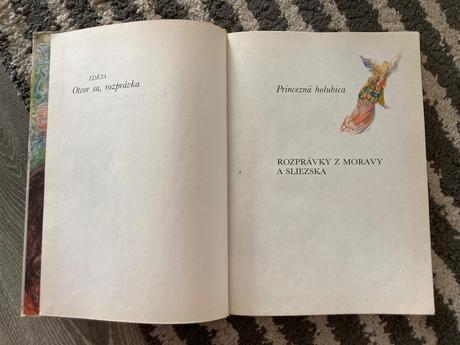 EDÍCIA
Otvor sa, rozprávka
Princezná holubica
ROZPRÁVKY Z MORAVY
A SLIEZSKA